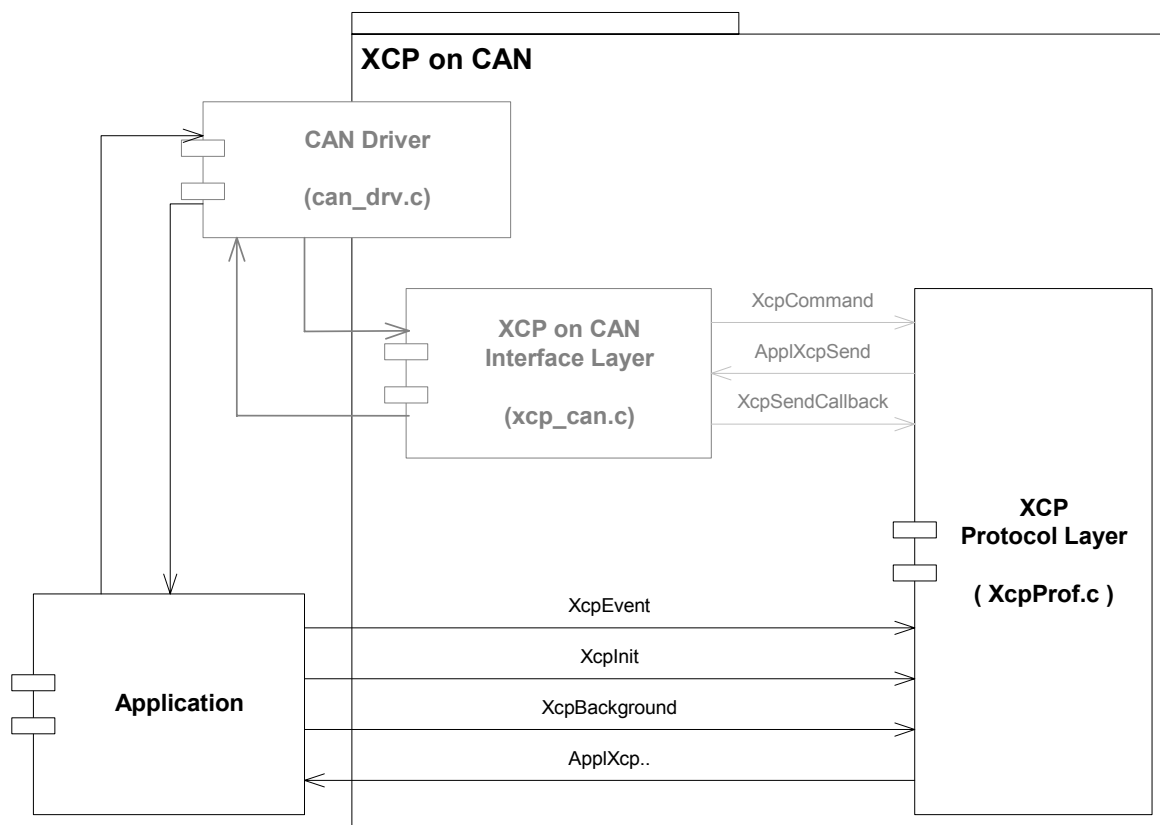 XCP on CAN
CAN Driver
(can_drv.c)
XCP on CAN
Interface Layer
(xcp_can.c)
XcpCommand
ApplXcpSend
XcpSendCallback
XCP
Protocol Layer
( XcpProf.c )
Application
XcpEvent
XcpInit
XcpBackground
ApplXcp..